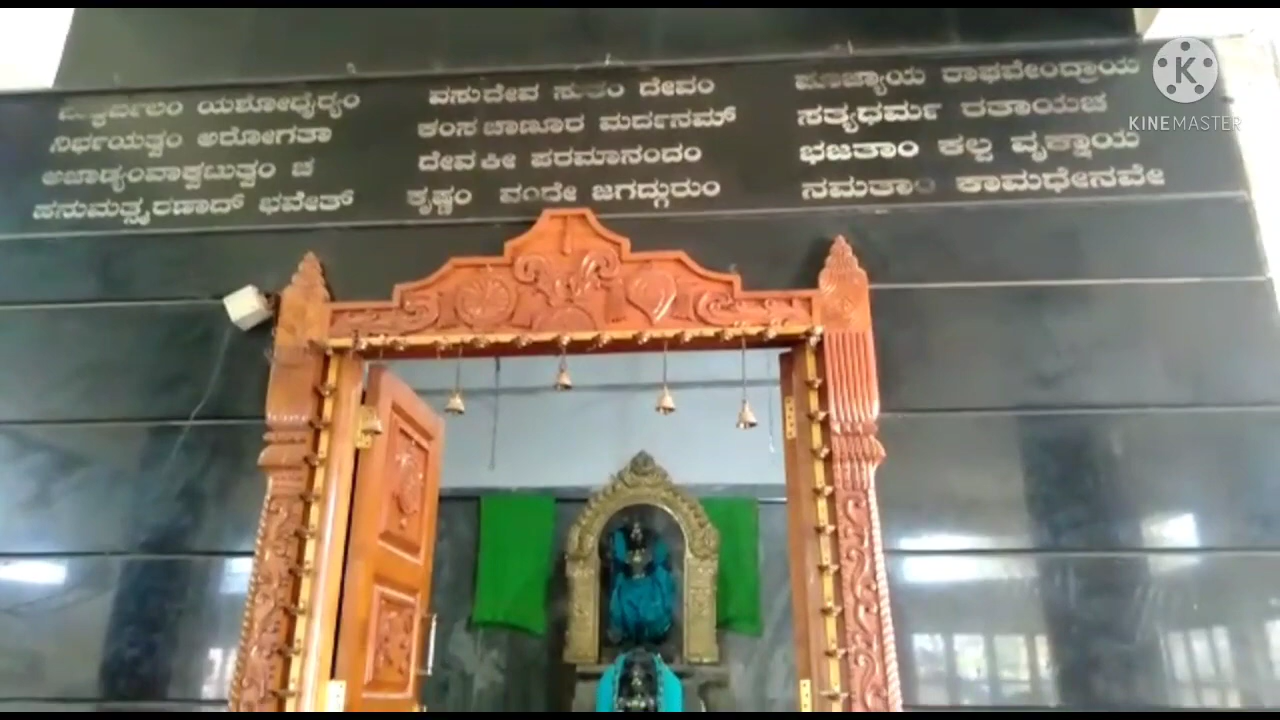 ಯಶೋಧೈರ್ಯಂ
ನಿರ್ಭಯತ್ವಂ ಅರೋಗತಾ
ಅಜಾಡ್ಯಂವಾಕ್ಪಟುತ್ವಂ ಚ
ಹನುಮತ್ಸ್ಮರಣಾದ್ ಭವೇತ್
ವಸುದೇವ ಸುತಂ ದೇವಂ
ಕಂಸ ಚಾಣೂರ ಮರ್ದನಮ್
ದೇವಕೀ ಪರಮಾನಂದಂ
ಕೃಷ್ಣಂ ವಂದೇ ಜಗದ್ಗುರುಂ
ಪೂಜ್ಯಾಯ ರಾಘವೇಂದ್ರಾಯ
ಸತ್ಯಧರ್ಮ ರತಾಯಚ
ಭಜತಾಂ ಕಲ್ಪ ವೃಕ್ಷಾಯ
ನಮತಾಂ ಕಾಮಧೇನವೇ
K
KINEMASTER